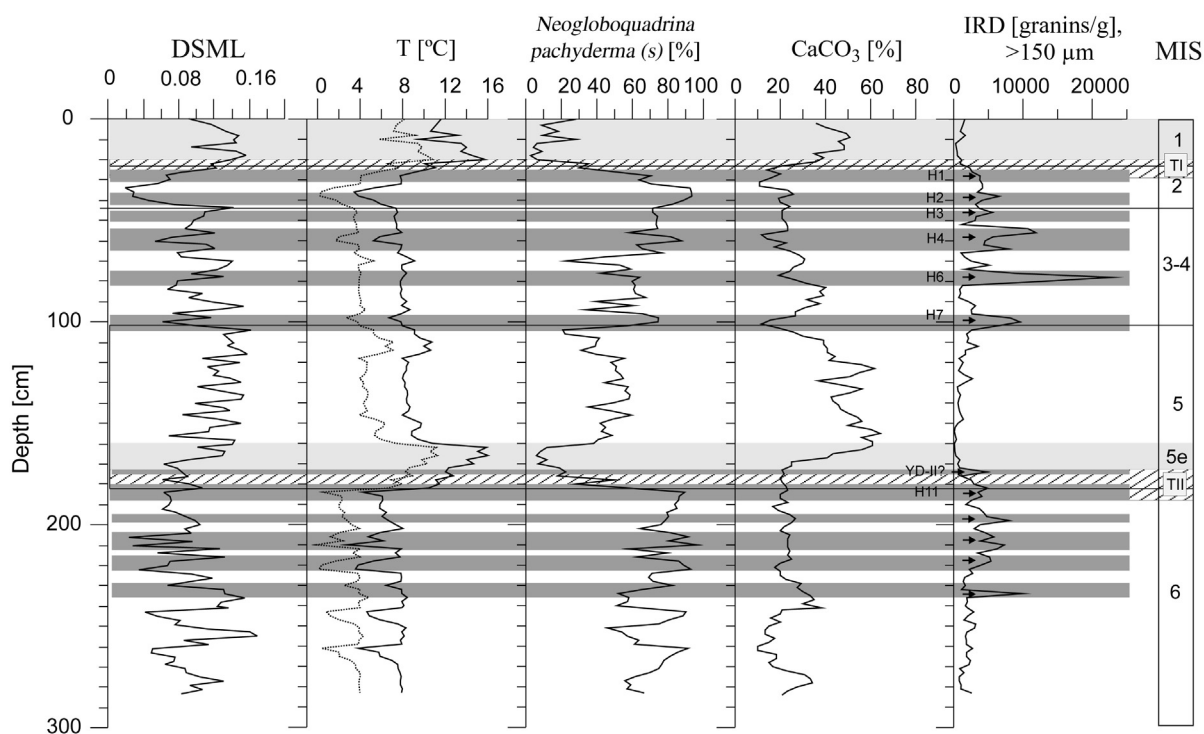 DSML
T [ºC]
Neogloboquadrina
pachyderma (s) [%]
CaCO3 [%]
IRD [granins/g],
>150 µm
MIS
0 0.08 0.16
0 4 8 12 16
0 20 40 60 80 100
0 20 40 60 80
0 10000 20000
0
100
200
300
Depth [cm]
H1
H2
H3
H4
H6
H7
YD-II?
H11
1
TI
2
3-4
5
5e
TII
6